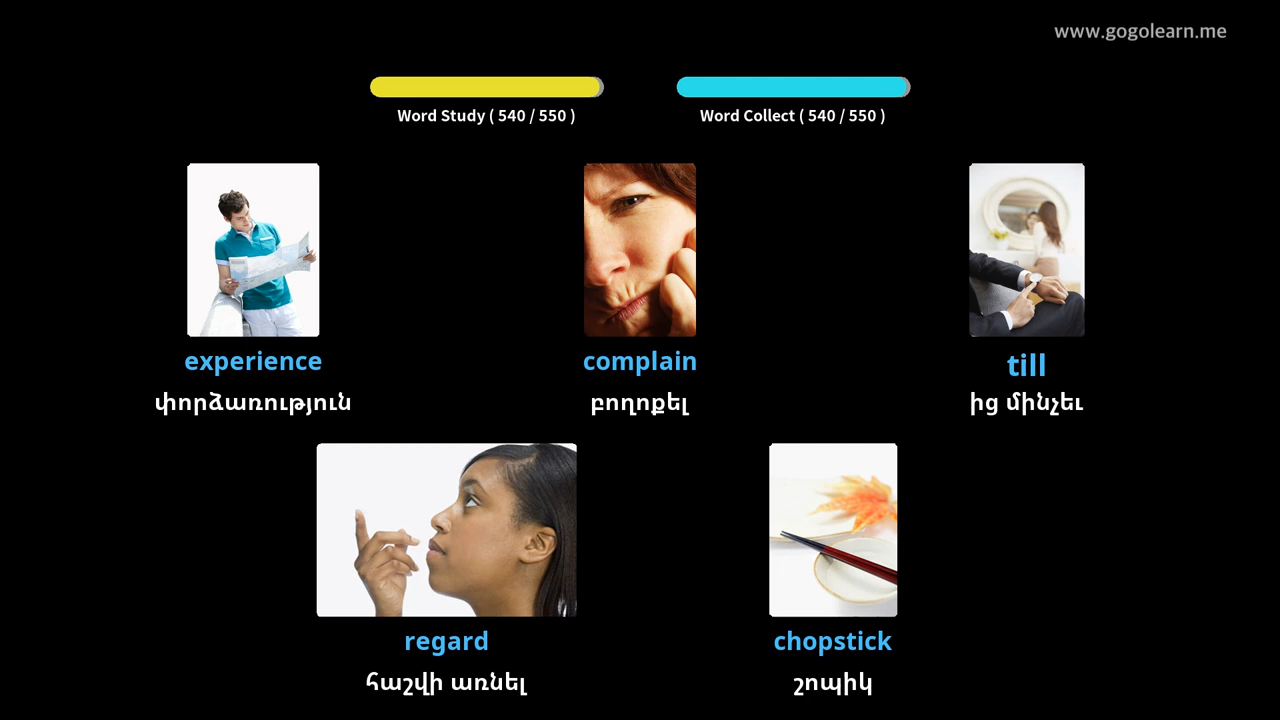 www.gogolearn.me
Word Study ( 540 / 550 )
Word Collect ( 540 / 550 )
experience
complain
till
փորձառություն
բողոքել
ից մինչեւ
regard
chopstick
հաշվի առնել
շոպիկ